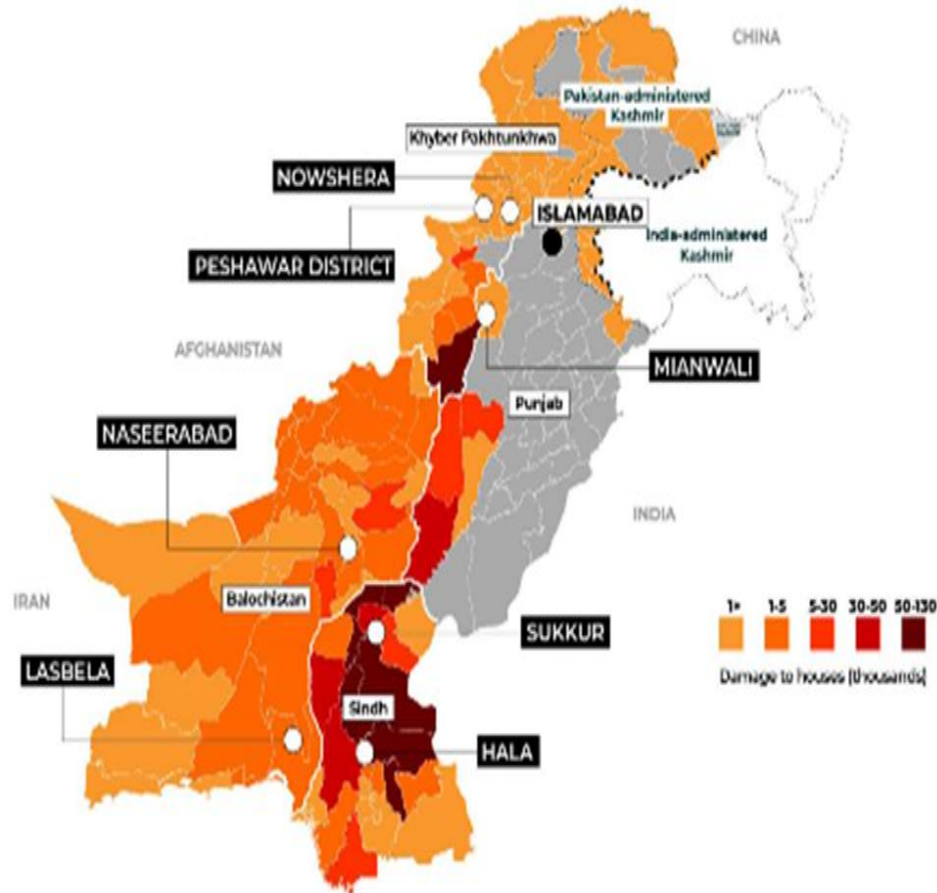 CHINA
Pakistan-administered
Kashmir
Khyber Pakhtunkhwa
NOWSHERA
ISLAMABAD
India-administered
Kashmir
PESHAWAR DISTRICT
AFGHANISTAN
MIANWALI
Punjab
NASEERABAD
INDIA
IRAN
Balochistan
1+ 1-5 5-30 30-50 50-130
SUKKUR
LASBELA
Damage to houses (thousands)
Sindh
HALA